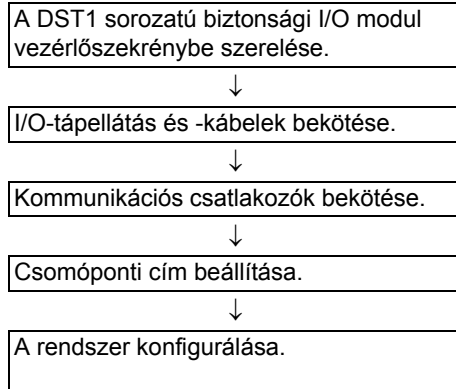 A DST1 sorozatú biztonsági I/O modul
vezérlőszekrénybe szerelése.
↓
I/O-tápellátás és -kábelek bekötése.
↓
Kommunikációs csatlakozók bekötése.
↓
Csomóponti cím beállítása.
↓
A rendszer konfigurálása.